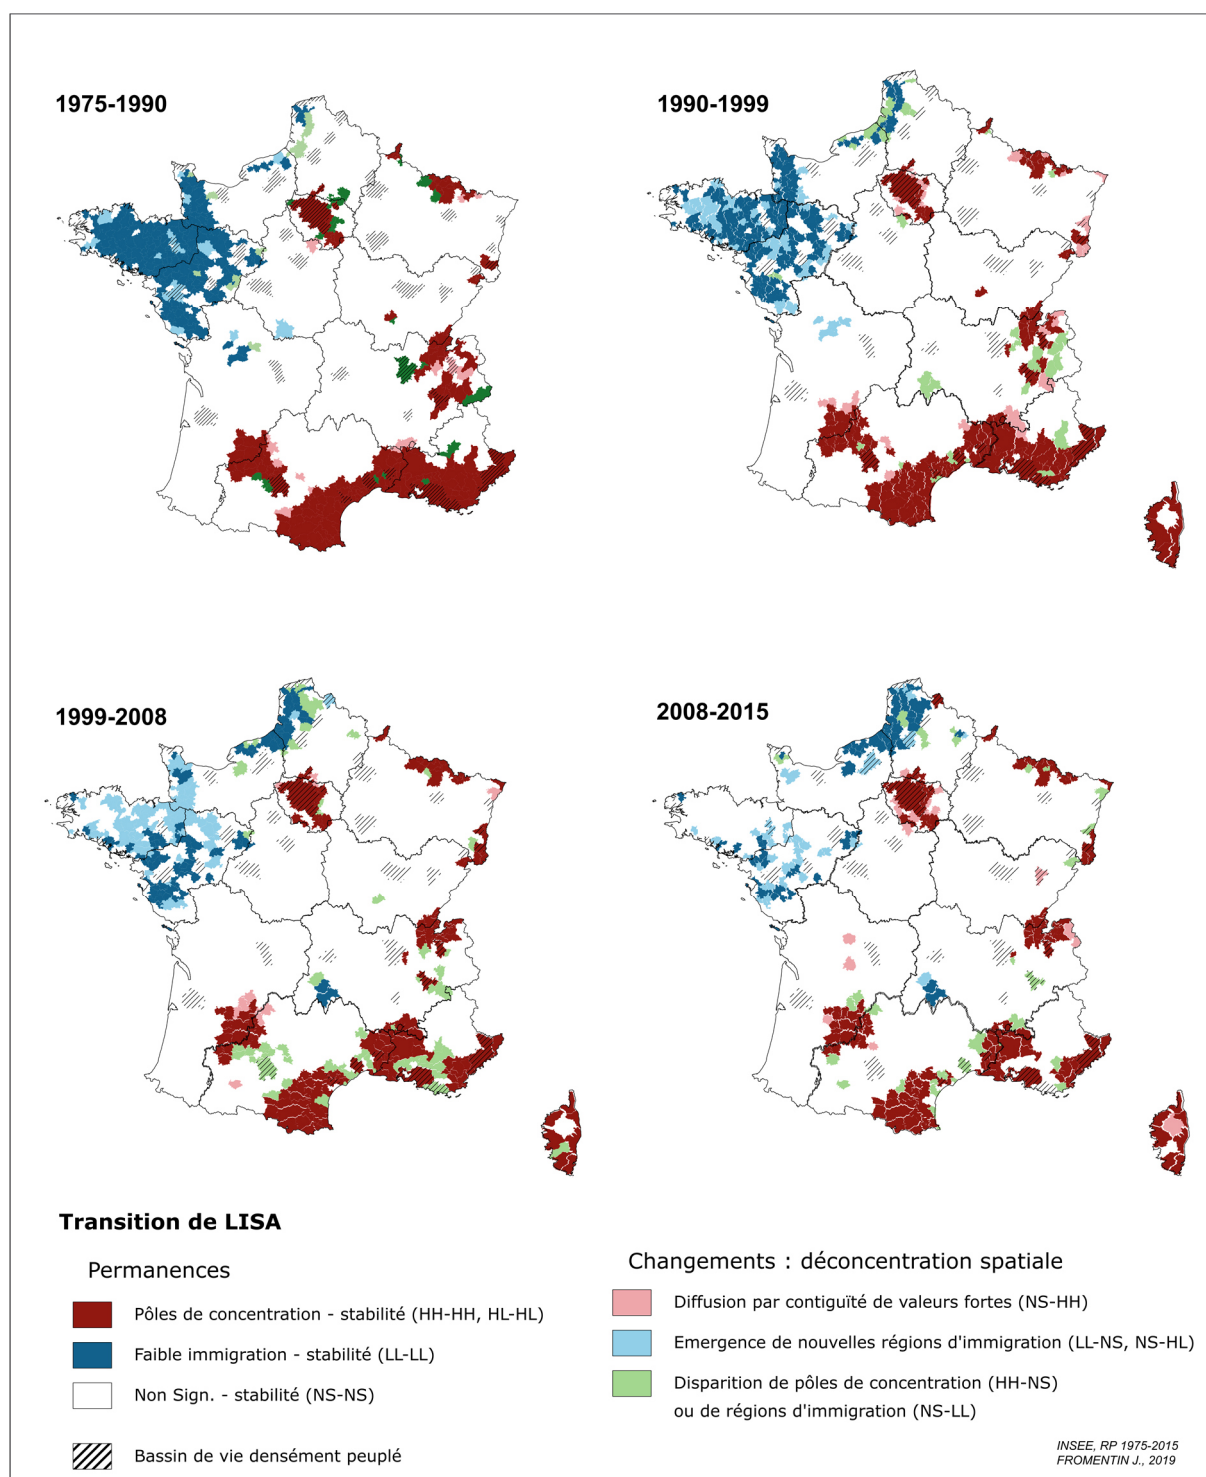 1975-1990
1990-1999
1999-2008
2008-2015
Transition de LISA
Permanences
Pôles de concentration - stabilité (HH-HH, HL-HL)
Faible immigration - stabilité (LL-LL)
Non Sign. - stabilité (NS-NS)
Bassin de vie densément peuplé
Changements : déconcentration spatiale
Diffusion par contiguïté de valeurs fortes (NS-HH)
Emergence de nouvelles régions d'immigration (LL-NS, NS-HL)
Disparition de pôles de concentration (HH-NS)
ou de régions d'immigration (NS-LL)
INSEE, RP 1975-2015
FROMENTIN J., 2019